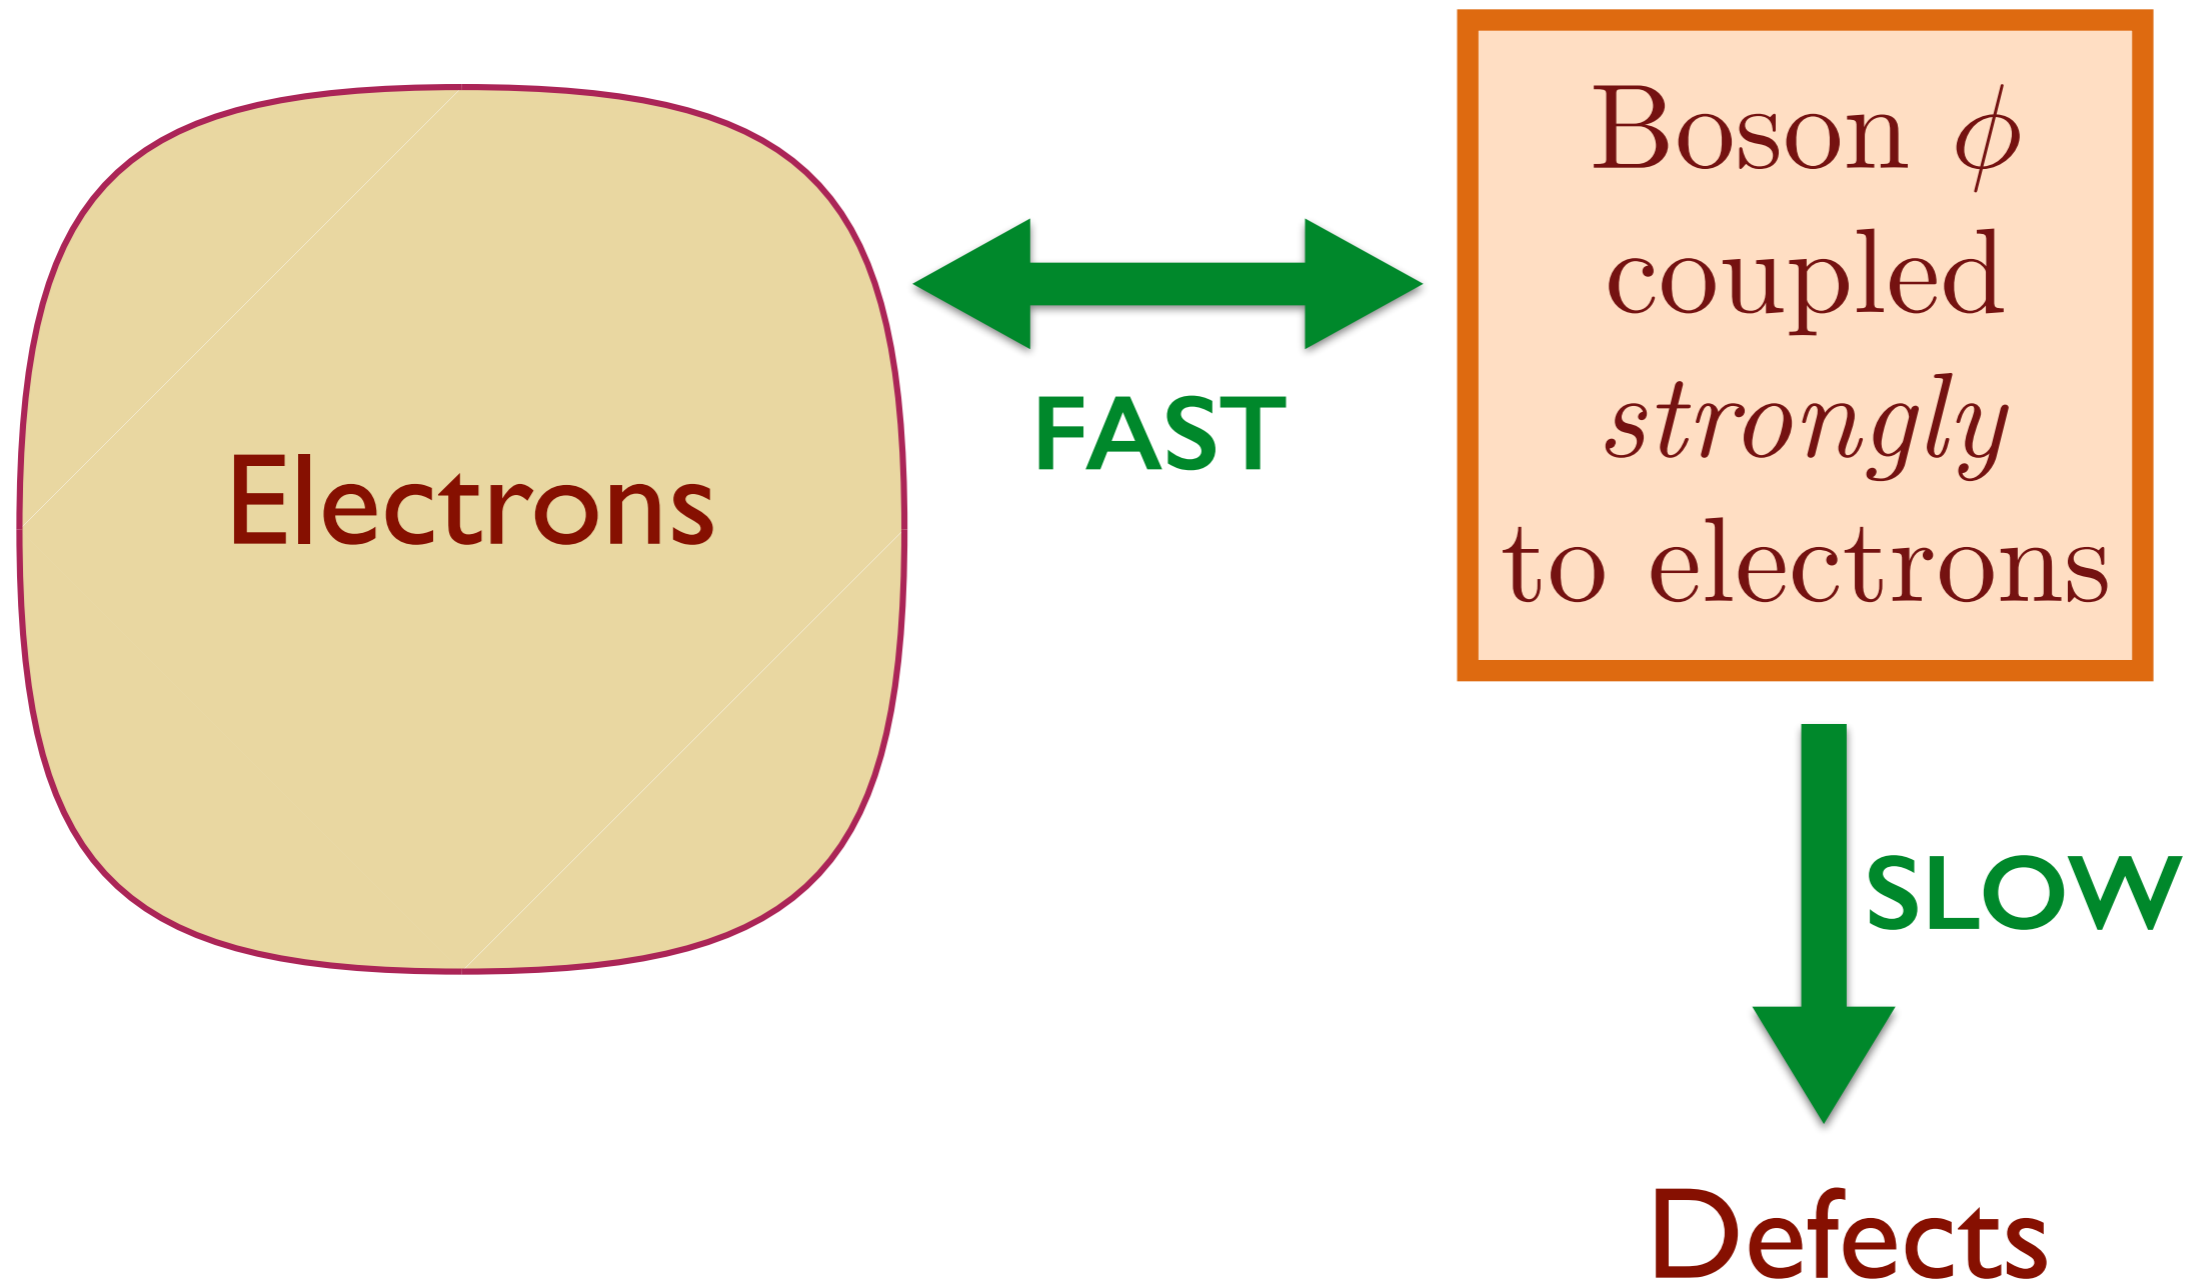 Boson ϕ
coupled
strongly
to electrons
FAST
Electrons
SLOW
Defects